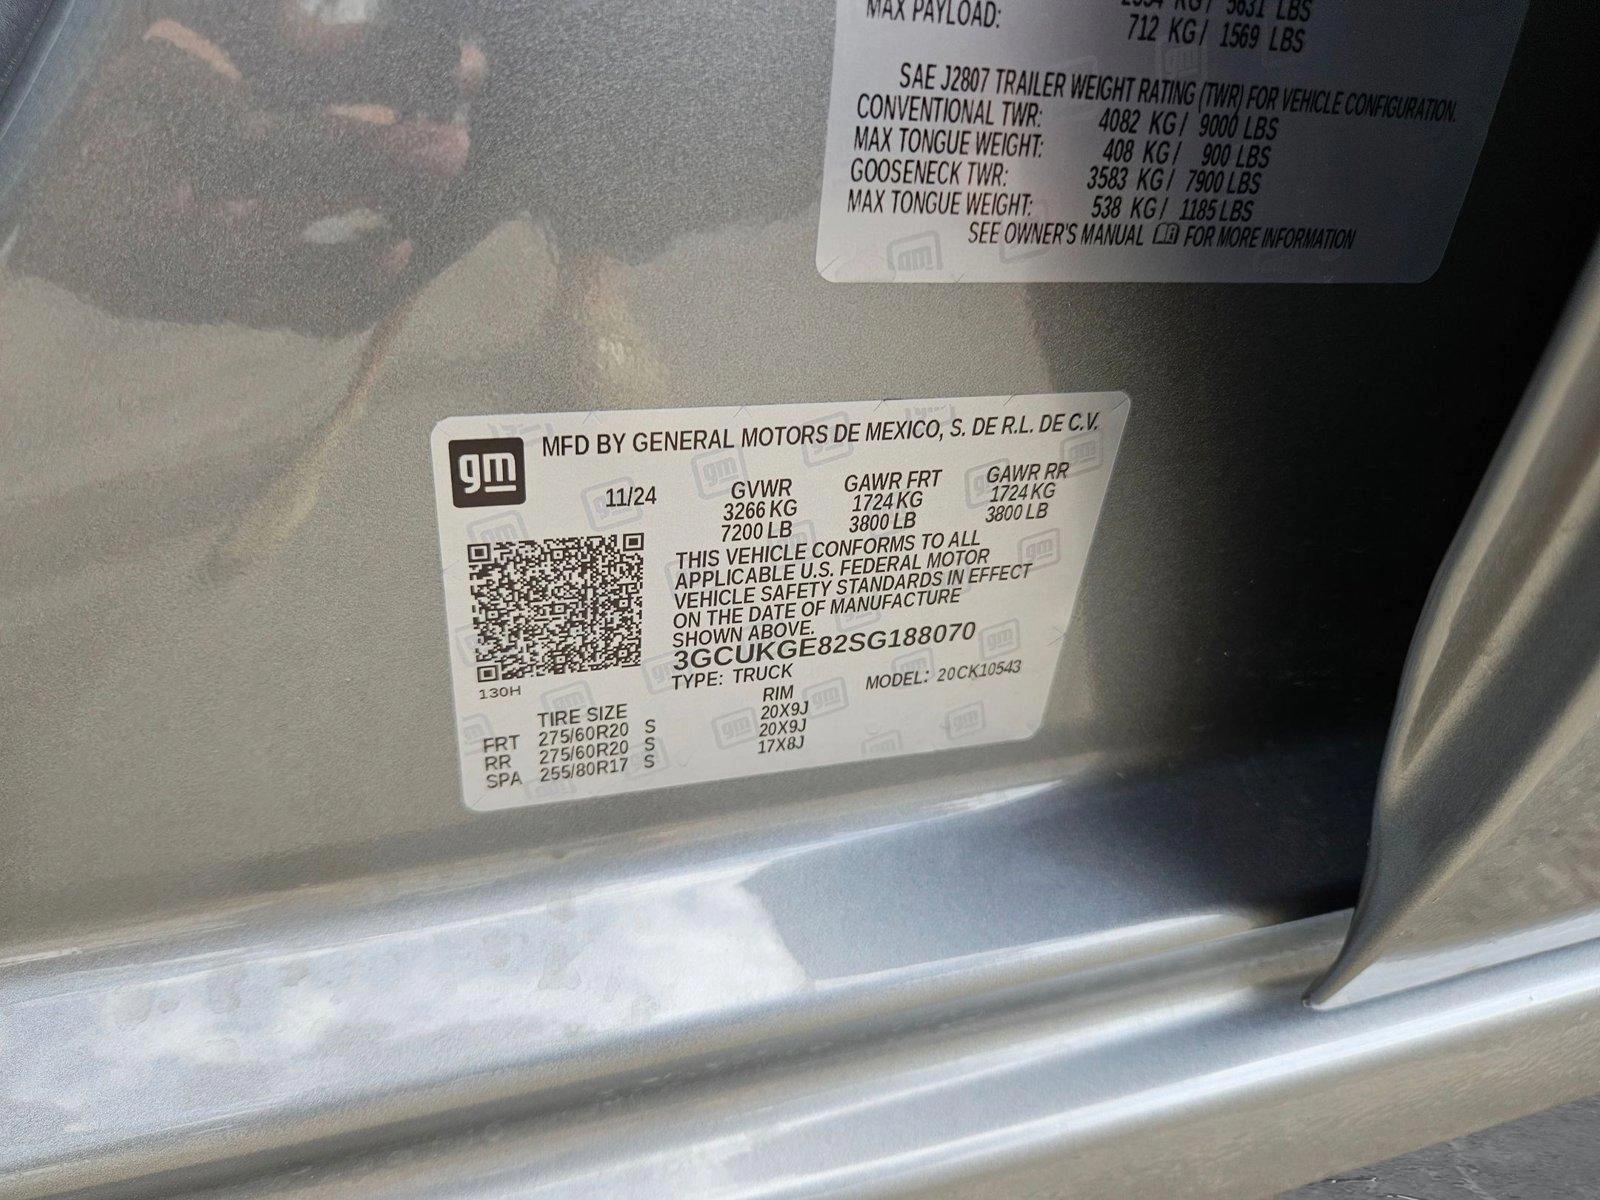 MAX PAYLOAD: 712 KG / 1569 LBS
SAE J2807 TRAILER WEIGHT RATING (TWR) FOR VEHICLE CONFIGURATION.
CONVENTIONAL TWR: 4082 KG / 9000 LBS
MAX TONGUE WEIGHT: 408 KG / 900 LBS
GOOSENECK TWR: 3583 KG / 7900 LBS
MAX TONGUE WEIGHT: 538 KG / 1185 LBS
SEE OWNER'S MANUAL FOR MORE INFORMATION
gm
MFD BY GENERAL MOTORS DE MEXICO, S. DE R.L. DE C.V.
11/24 GVWR GAWR FRT GAWR RR
3266 KG 1724 KG 1724 KG
7200 LB 3800 LB 3800 LB
THIS VEHICLE CONFORMS TO ALL
APPLICABLE U.S. FEDERAL MOTOR
VEHICLE SAFETY STANDARDS IN EFFECT
ON THE DATE OF MANUFACTURE
SHOWN ABOVE.
3GCUKGE82SG188070
TYPE: TRUCK MODEL: 20CK10543
130H
TIRE SIZE RIM
FRT 275/60R20 S 20X9J
RR 275/60R20 S 20X9J
SPA 255/80R17 S 17X8J